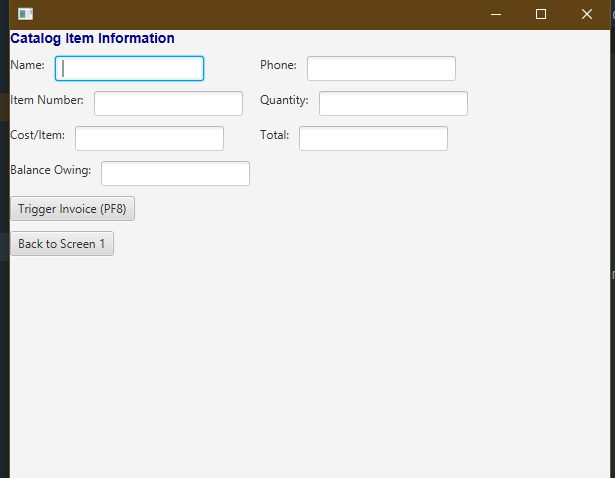 Catalog Item Information
Name: Phone:
Item Number: Quantity:
Cost/Item: Total:
Balance Owing:
Trigger Invoice (PF8)
Back to Screen 1